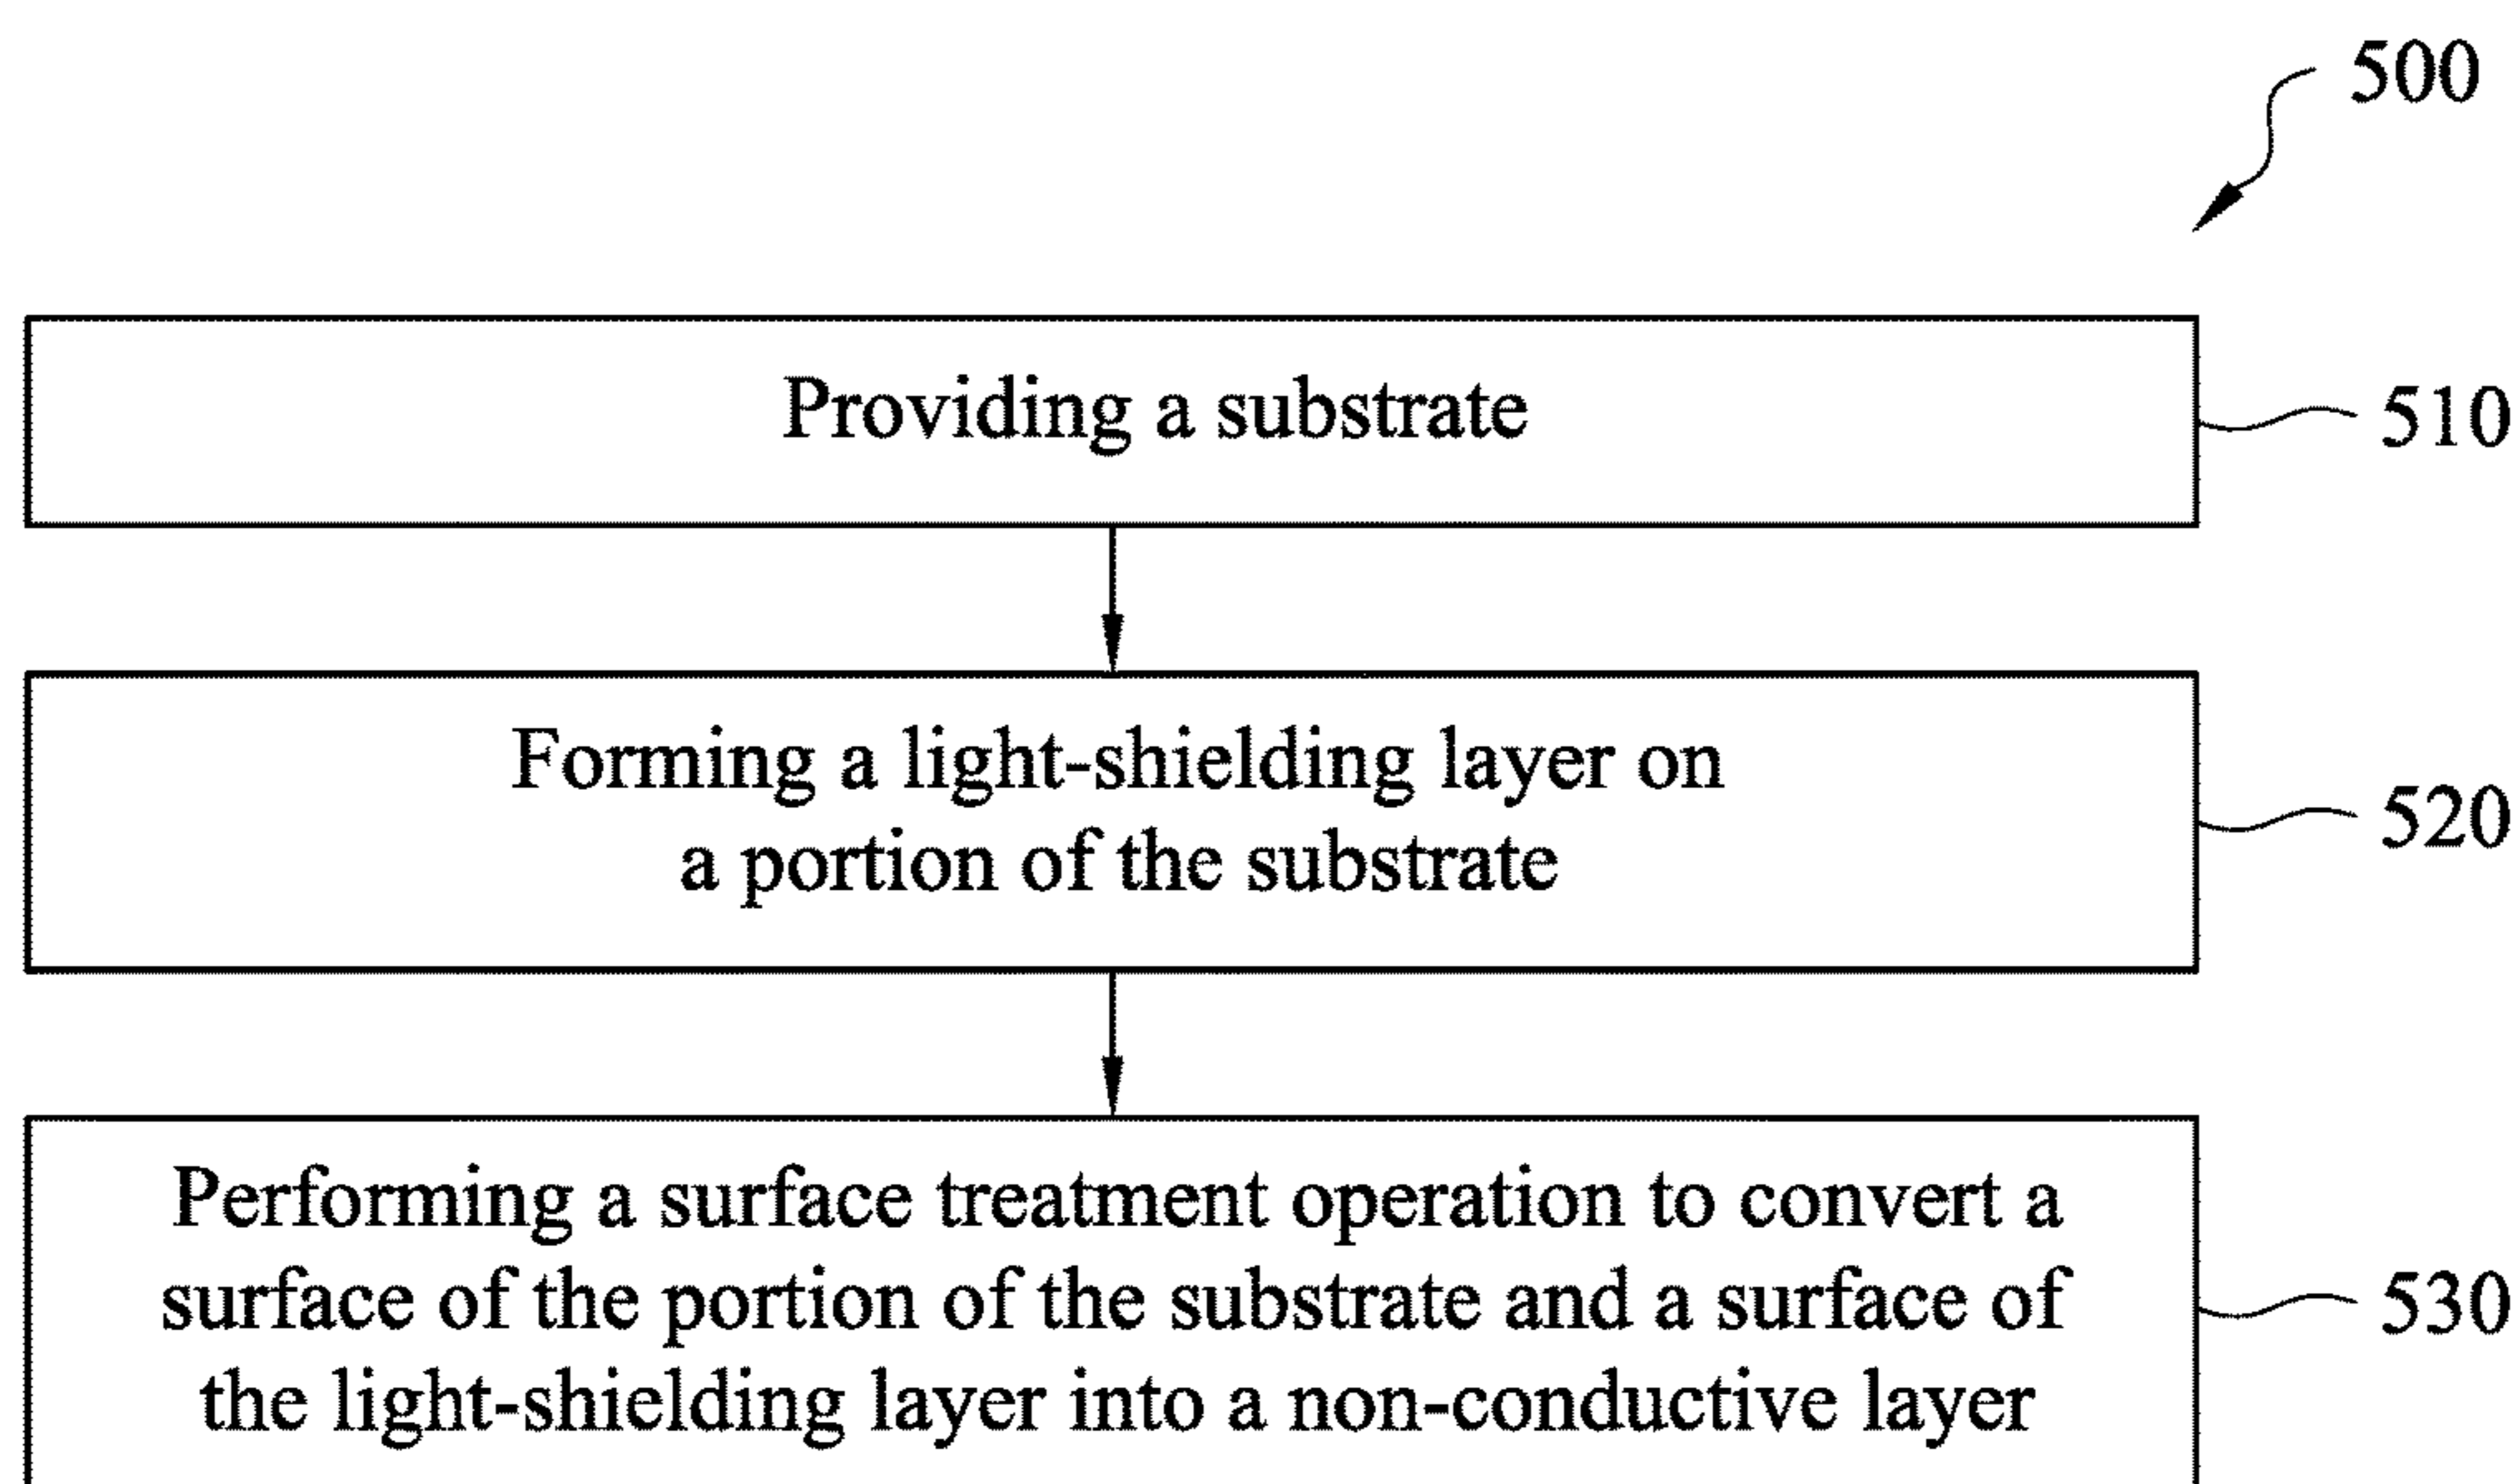 500
Providing a substrate
510
Forming a light-shielding layer on
a portion of the substrate
520
Performing a surface treatment operation to convert a
surface of the portion of the substrate and a surface of
the light-shielding layer into a non-conductive layer
530